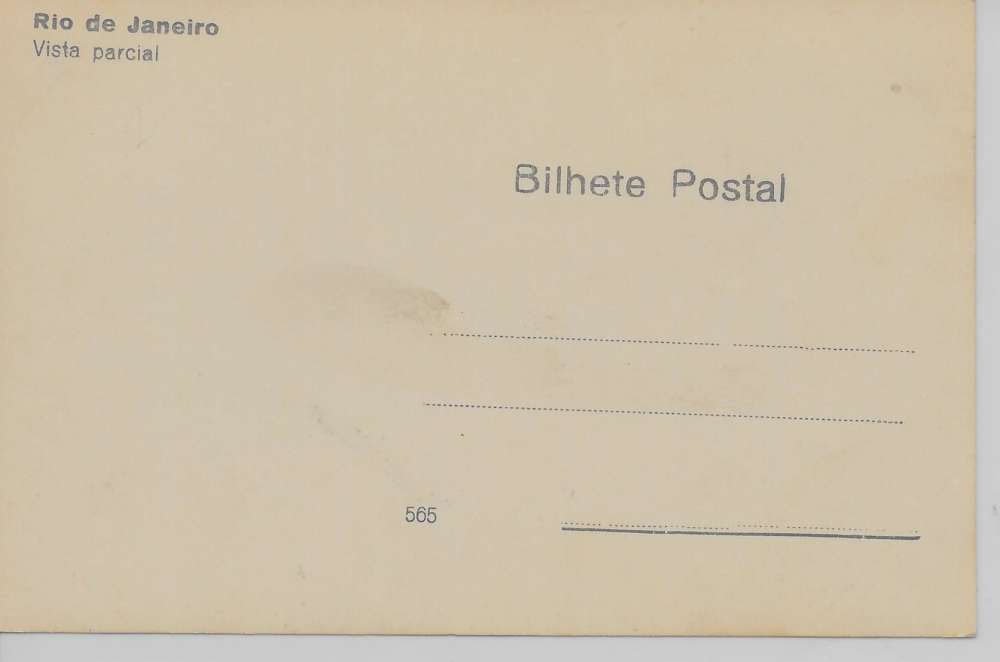 Rio de Janeiro
Vista parcial
Bilhete Postal
565